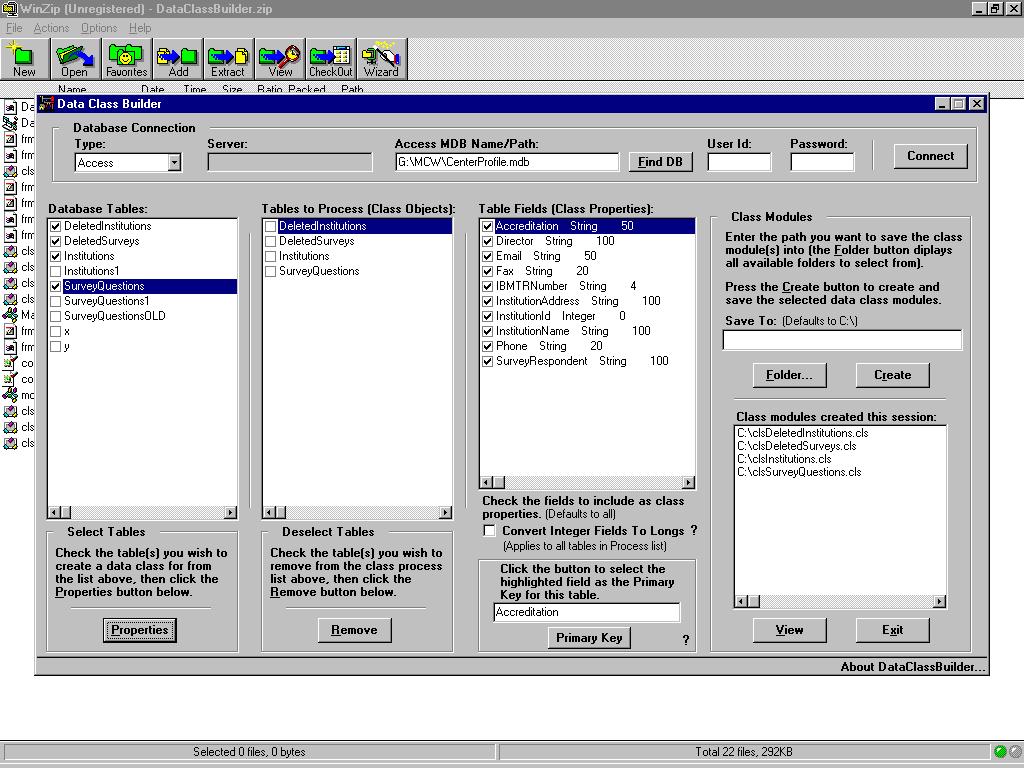 WinZip (Unregistered) - DataClassBuilder.zip
File Actions Options Help
New Open Favorites Add Extract View CheckOut Wizard
Name Date Time Size Ratio Packed Path
Data Class Builder
Database Connection
Type: Server: Access MDB Name/Path: User Id: Password:
Access G:\MCW\CenterProfile.mdb Find DB Connect
Database Tables:
DeletedInstitutions
DeletedSurveys
Institutions
Institutions1
SurveyQuestions
SurveyQuestions1
SurveyQuestionsOLD
x
y
Select Tables
Check the table(s) you wish to
create a data class for from
the list above, then click the
Properties button below.
Properties
Tables to Process (Class Objects):
DeletedInstitutions
DeletedSurveys
Institutions
SurveyQuestions
Deselect Tables
Check the table(s) you want to
remove from the class process
list above, then click the
Remove button below.
Remove
Table Fields (Class Properties):
Accreditation String 50
Director String 100
Email String 50
Fax String 20
IBMTRNumber String 4
InstitutionAddress String 100
InstitutionId Integer 0
InstitutionName String 100
Phone String 20
SurveyRespondent String 100
Check the fields to include as class
properties. (Defaults to all)
Convert Integer Fields To Longs ?
(Applies to all tables in Process list)
Click the button to select the
highlighted field as the Primary
Key for this table.
Accreditation
Primary Key ?
Class Modules
Enter the path you want to save the class
module(s) into (the Folder button diplays
all available folders to select from).
Press the Create button to create and
save the selected data class modules.
Save To: (Defaults to C:\)
Folder... Create
Class modules created this session:
C:\clsDeletedInstitutions.cls
C:\clsDeletedSurveys.cls
C:\clsInstitutions.cls
C:\clsSurveyQuestions.cls
View Exit
About DataClassBuilder...
Selected 0 files, 0 bytes Total 22 files, 292KB